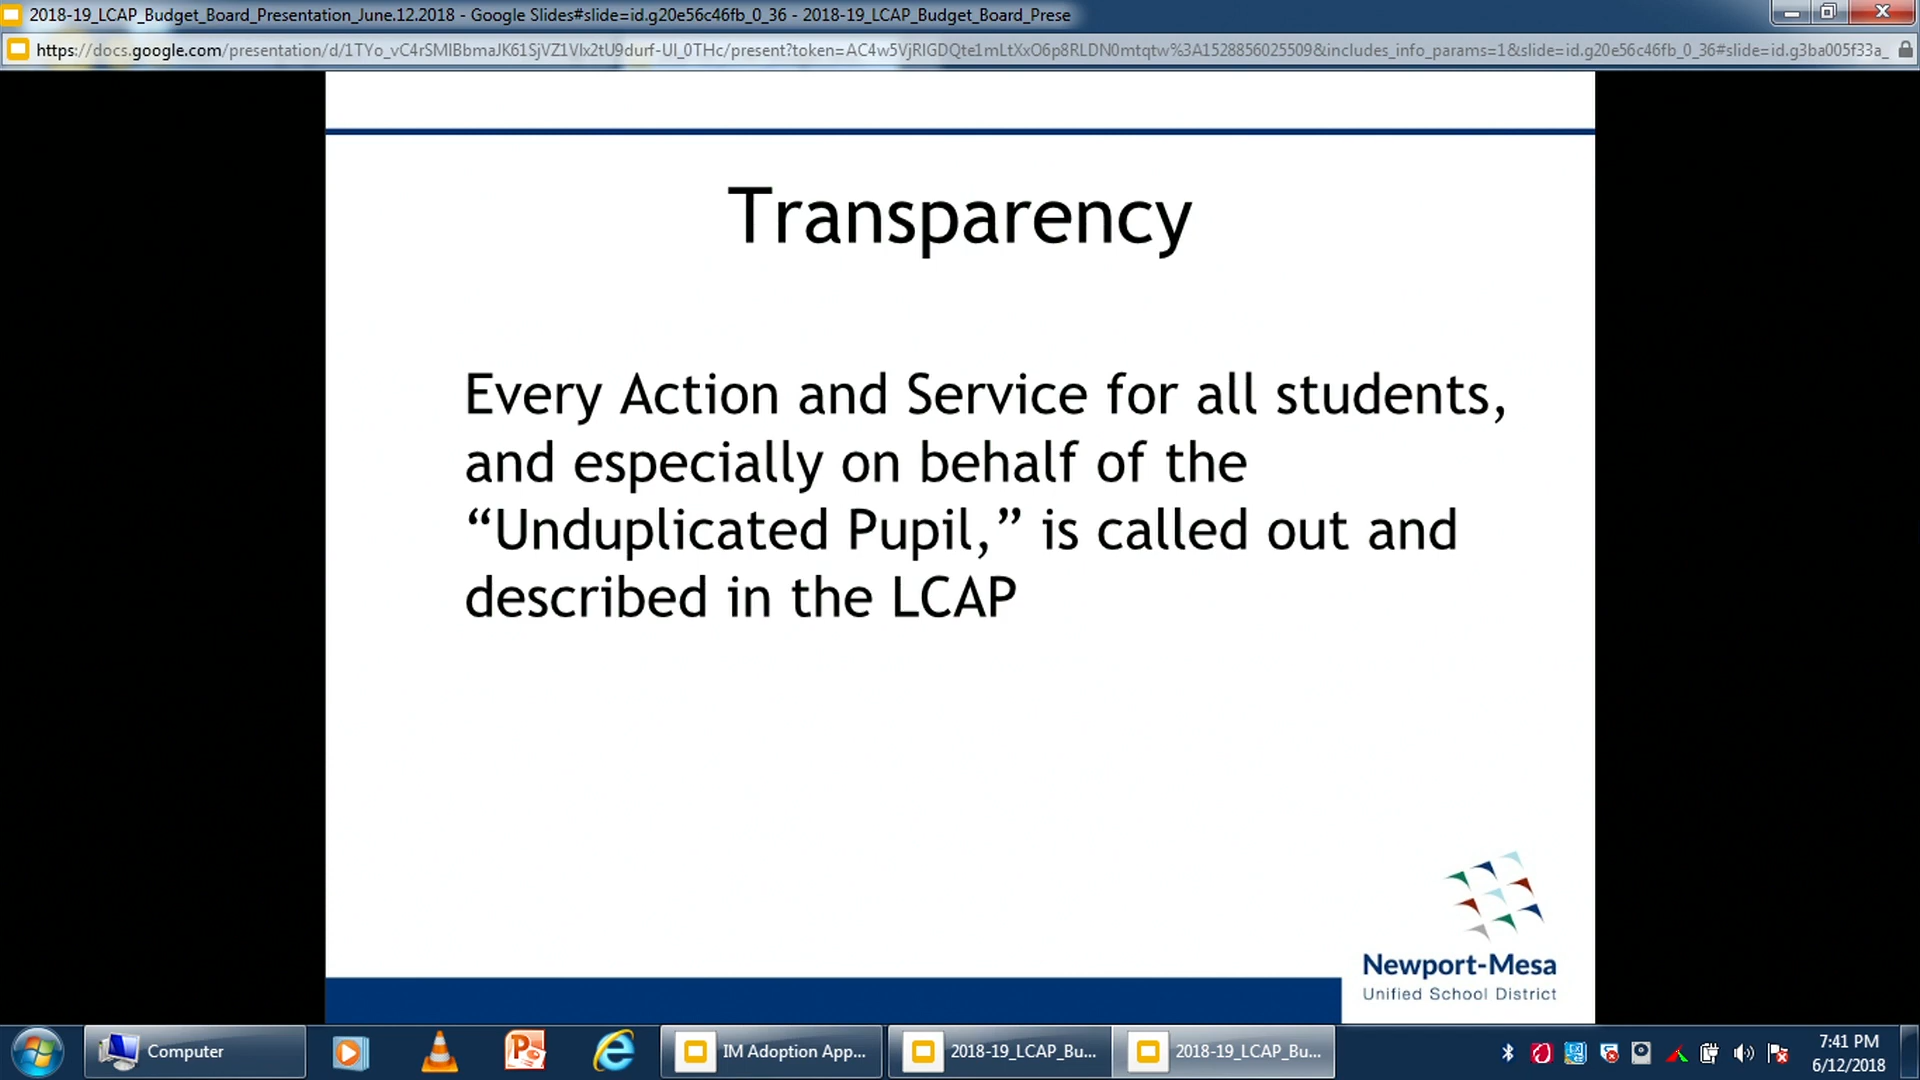 2018-19_LCAP_Budget_Board_Presentation_June.12.2018 - Google Slides#slide=id.g20e56c46fb_0_36 - 2018-19_LCAP_Budget_Board_Prese
https://docs.google.com/presentation/d/1TYo_vC4rSMIBbmaJK61SjVZ1VIx2tU9durf-UI_0THc/present?token=AC4w5VjRIGDQte1mLtXxO6p8RLDN0mtqtw%3A1528856025509&includes_info_params=1&slide=id.g20e56c46fb_0_36#slide=id.g3ba005f33a_
Transparency
Every Action and Service for all students,
and especially on behalf of the
“Unduplicated Pupil,” is called out and
described in the LCAP
Newport-Mesa
Unified School District
Computer
IM Adoption App...
2018-19_LCAP_Bu...
2018-19_LCAP_Bu...
7:41 PM
6/12/2018